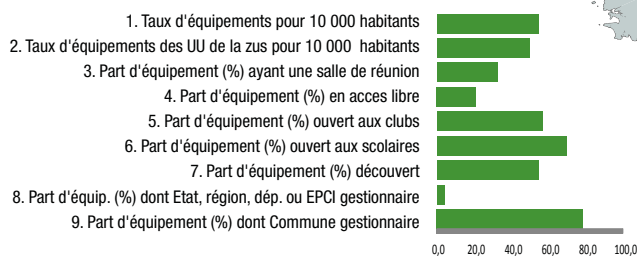 1. Taux d'équipements pour 10 000 habitants
2. Taux d'équipements des UU de la zus pour 10 000 habitants
3. Part d'équipement (%) ayant une salle de réunion
4. Part d'équipement (%) en acces libre
5. Part d'équipement (%) ouvert aux clubs
6. Part d'équipement (%) ouvert aux scolaires
7. Part d'équipement (%) découvert
8. Part d'équip. (%) dont Etat, région, dép. ou EPCI gestionnaire
9. Part d'équipement (%) dont Commune gestionnaire
0,0 20,0 40,0 60,0 80,0 100,0